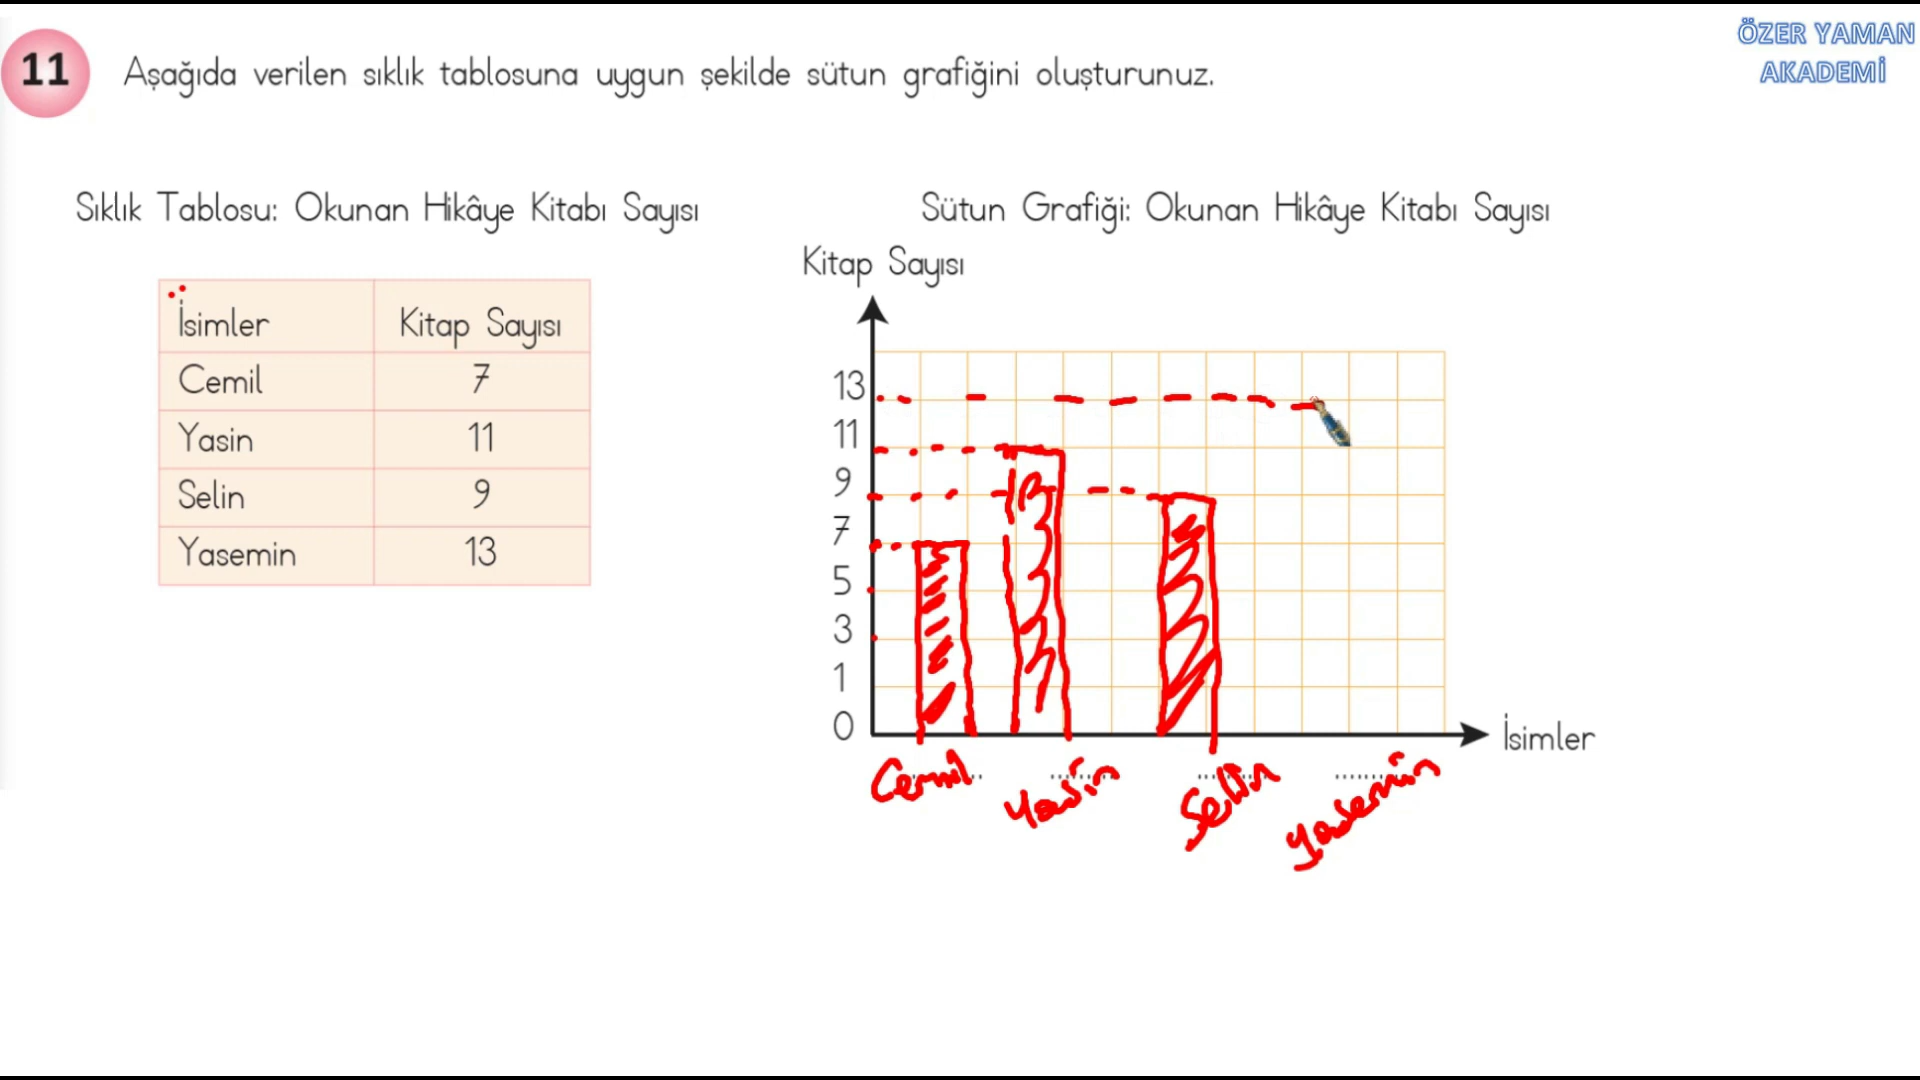 11 Aşağıda verilen sıklık tablosuna uygun şekilde sütun grafiğini oluşturunuz.
ÖZER YAMAN
AKADEMİ
Sıklık Tablosu: Okunan Hikâye Kitabı Sayısı
İsimler Kitap Sayısı
Cemil 7
Yasin 11
Selin 9
Yasemin 13
Sütun Grafiği: Okunan Hikâye Kitabı Sayısı
Kitap Sayısı
13
11
9
7
5
3
1
0
İsimler
Cemil Yasin Selin Yasemin